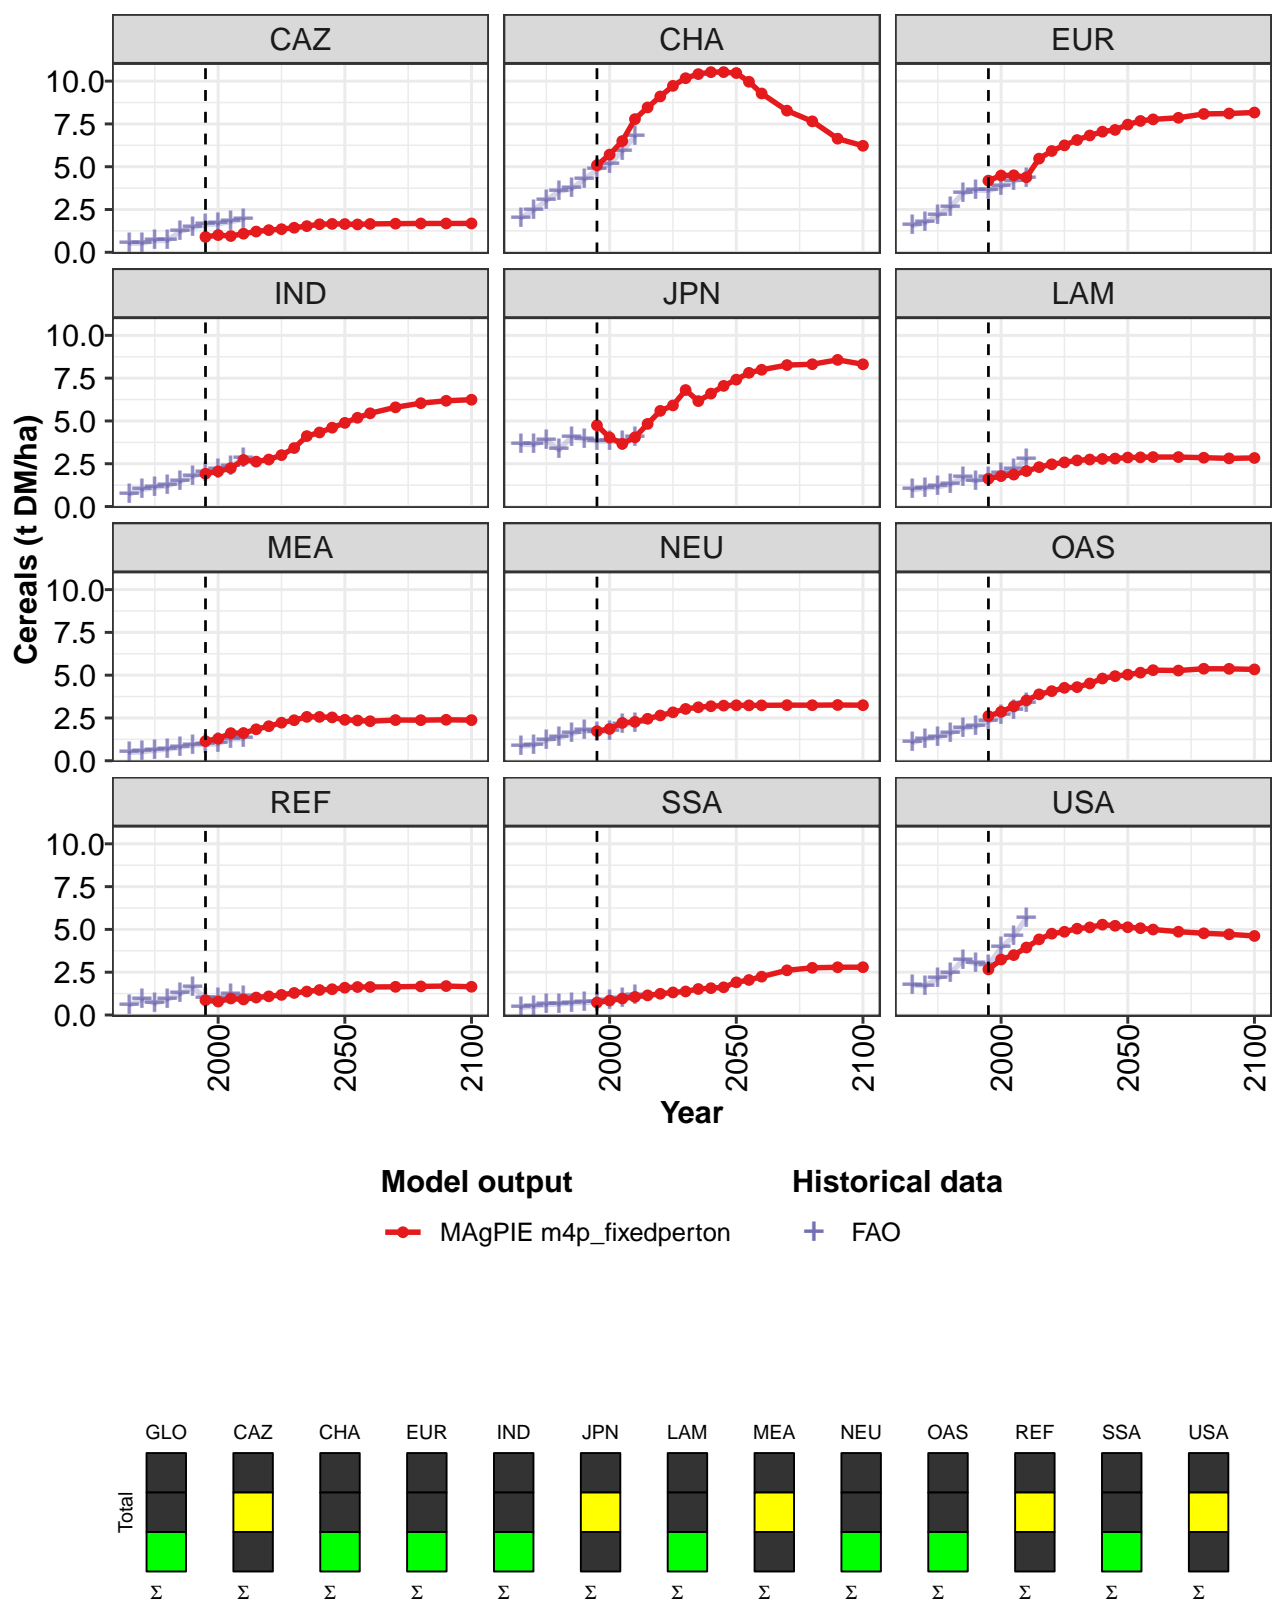 CAZ CHA EUR
10.0
7.5
5.0
2.5
0.0
IND JPN LAM
10.0
7.5
5.0
2.5
0.0
Cereals (t DM/ha)
MEA NEU OAS
10.0
7.5
5.0
2.5
0.0
REF SSA USA
10.0
7.5
5.0
2.5
0.0
2000 2050 2100 2000 2050 2100 2000 2050 2100
Year
Model output Historical data
MAgPIE m4p_fixedperton FAO
GLO CAZ CHA EUR IND JPN LAM MEA NEU OAS REF SSA USA
Total
Σ Σ Σ Σ Σ Σ Σ Σ Σ Σ Σ Σ Σ